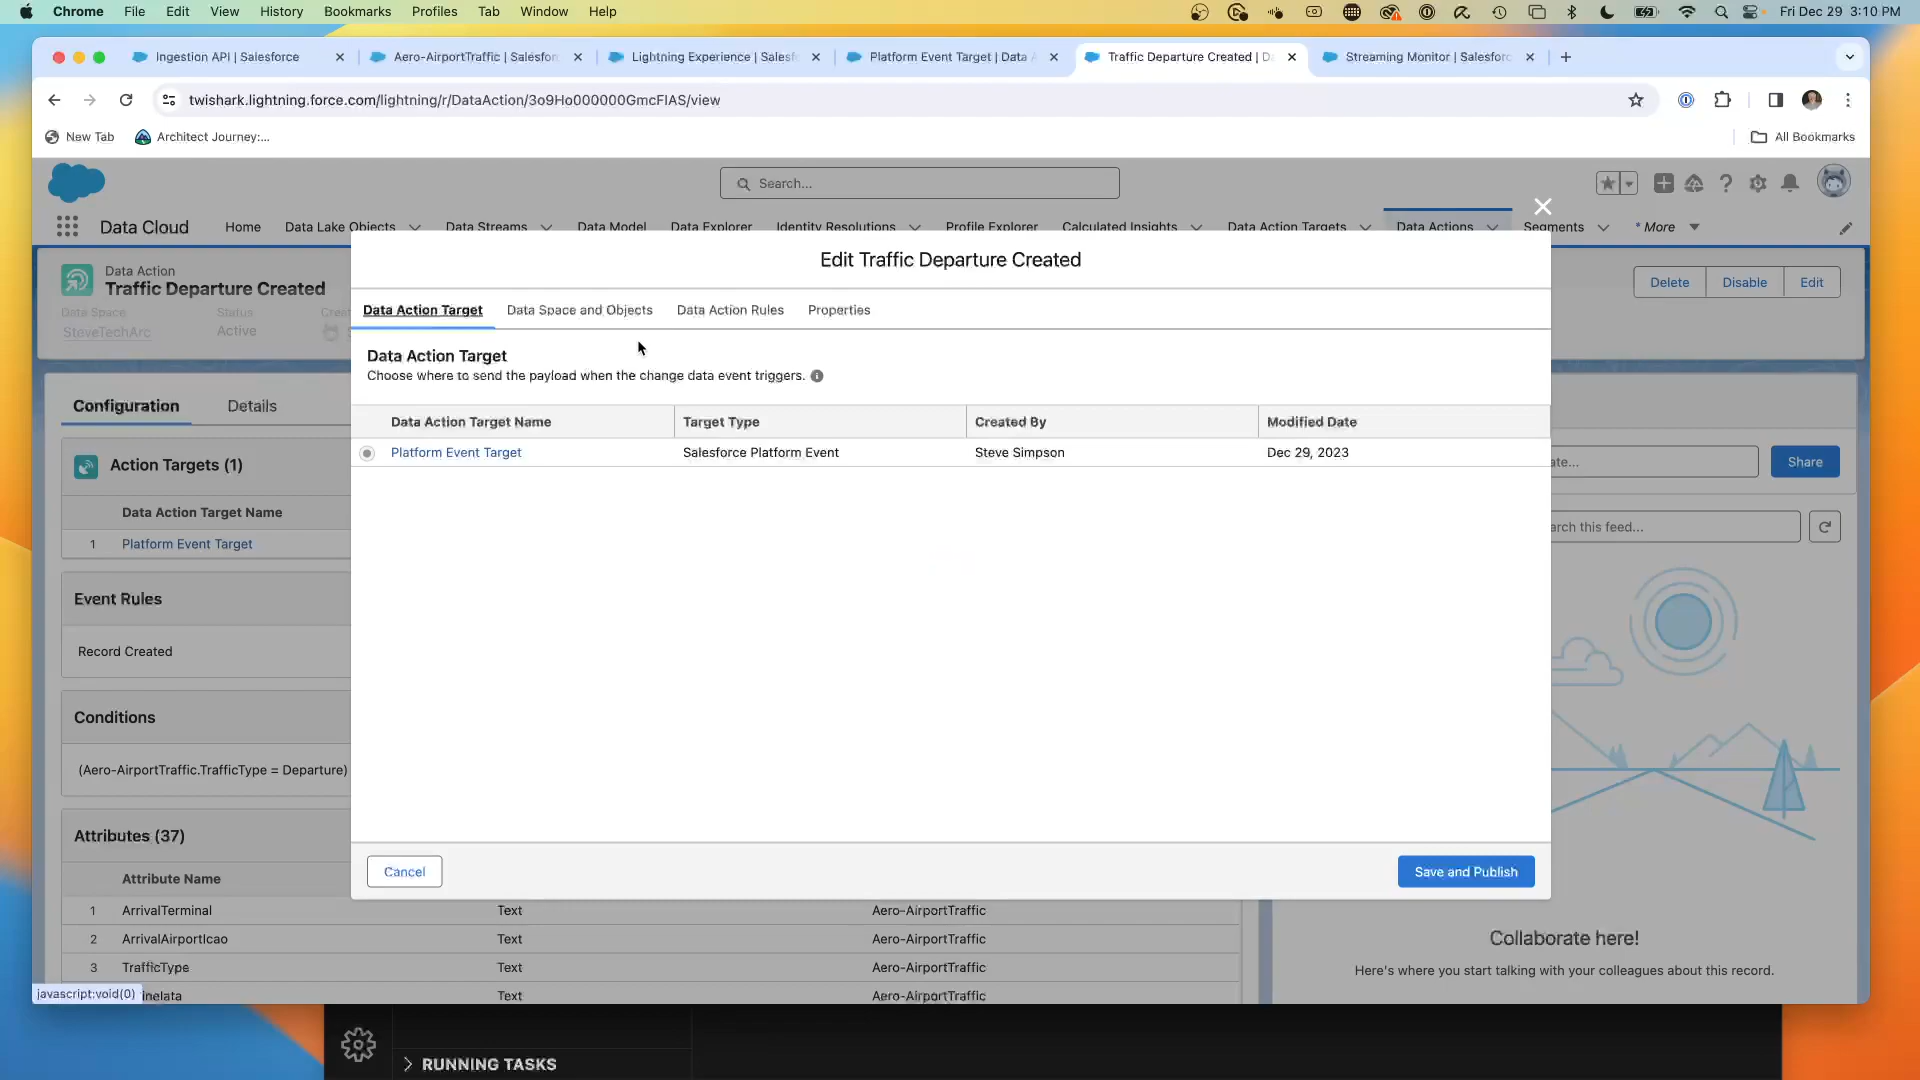 Chrome File Edit View History Bookmarks Profiles Tab Window Help Fri Dec 29 3:10 PM
Ingestion API | Salesforce Aero-AirportTraffic | Salesfor Lightning Experience | Salesf Platform Event Target | Data Traffic Departure Created | D Streaming Monitor | Salesforc
twishark.lightning.force.com/lightning/r/DataAction/3o9Ho000000GmcFIAS/view
New Tab Architect Journey:... All Bookmarks
Search...
Data Cloud Home Data Lake Objects Data Streams Data Model Data Explorer Identity Resolutions Profile Explorer Calculated Insights Data Action Targets Data Actions Segments * More
Edit Traffic Departure Created
Data Action
Traffic Departure Created
Delete Disable Edit
Data Space Status Creat
SteveTechArc Active
Data Action Target Data Space and Objects Data Action Rules Properties
Data Action Target
Choose where to send the payload when the change data event triggers.
Configuration Details
Data Action Target Name Target Type Created By Modified Date
Platform Event Target Salesforce Platform Event Steve Simpson Dec 29, 2023
Action Targets (1)
ate... Share
Data Action Target Name
arch this feed...
1 Platform Event Target
Event Rules
Record Created
Conditions
(Aero-AirportTraffic.TrafficType = Departure)
Attributes (37)
Cancel Save and Publish
Attribute Name
1 ArrivalTerminal Text Aero-AirportTraffic
2 ArrivalAirportIcao Text Aero-AirportTraffic
3 TrafficType Text Aero-AirportTraffic
Text Aero-AirportTraffic
Collaborate here!
Here's where you start talking with your colleagues about this record.
javascript:void(0)
RUNNING TASKS